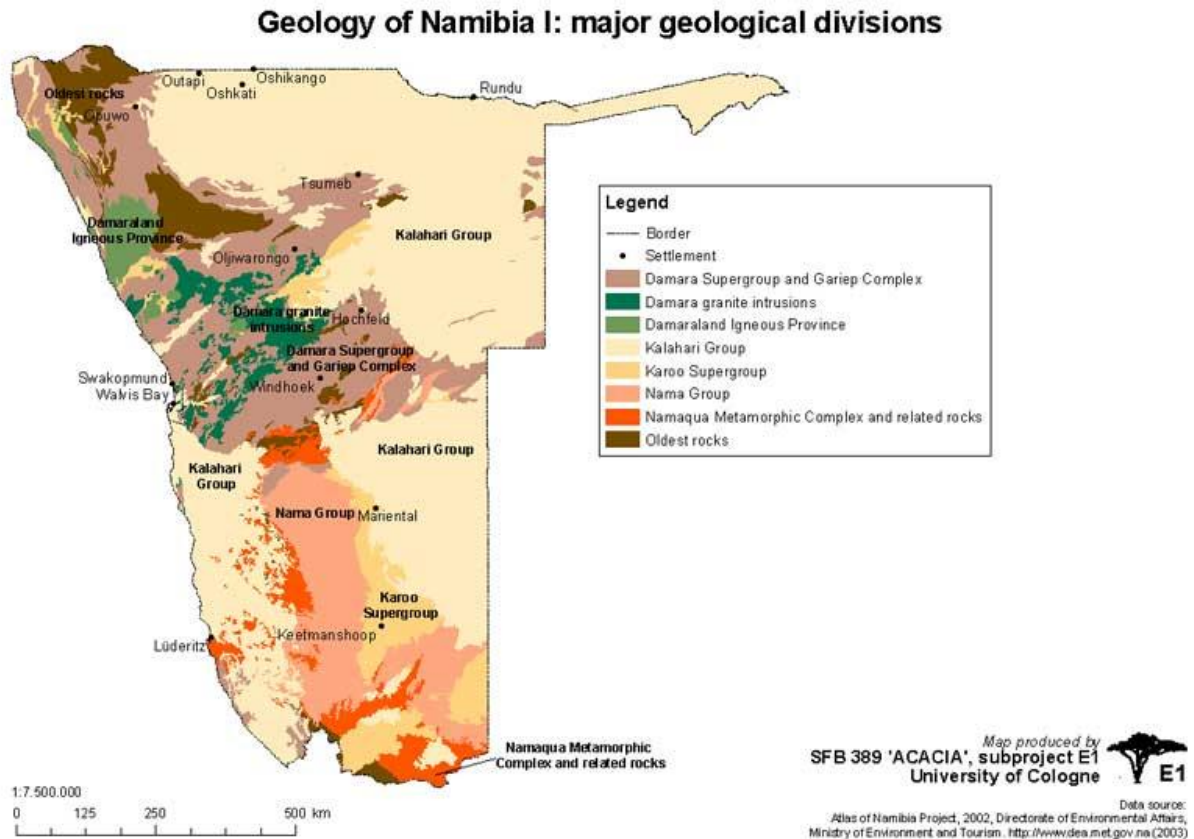 Geology of Namibia I: major geological divisions
Outapi
Oshikango
Oshkati
Rundu
Oldest rocks
Opuwo
Tsumeb
Damaraland
Igneous Province
Kalahari Group
Oljiwarongo
Damara granite
intrusions
Hochfeld
Damara Supergroup
and Gariep Complex
Swakopmund
Walvis Bay
Windhoek
Kalahari
Group
Kalahari Group
Nama Group
Mariental
Karoo
Supergroup
Keetmanshoop
Lüderitz
Namaqua Metamorphic
Complex and related rocks
Legend
Border
Settlement
Damara Supergroup and Gariep Complex
Damara granite intrusions
Damaraland Igneous Province
Kalahari Group
Karoo Supergroup
Nama Group
Namaqua Metamorphic Complex and related rocks
Oldest rocks
1:7.500.000
0 125 250 500 km
Map produced by
SFB 389 'ACACIA', subproject E1
University of Cologne
E1
Data source:
Atlas of Namibia Project, 2002, Directorate of Environmental Affairs,
Ministry of Environment and Tourism. http://www.dea.met.gov.na (2003)